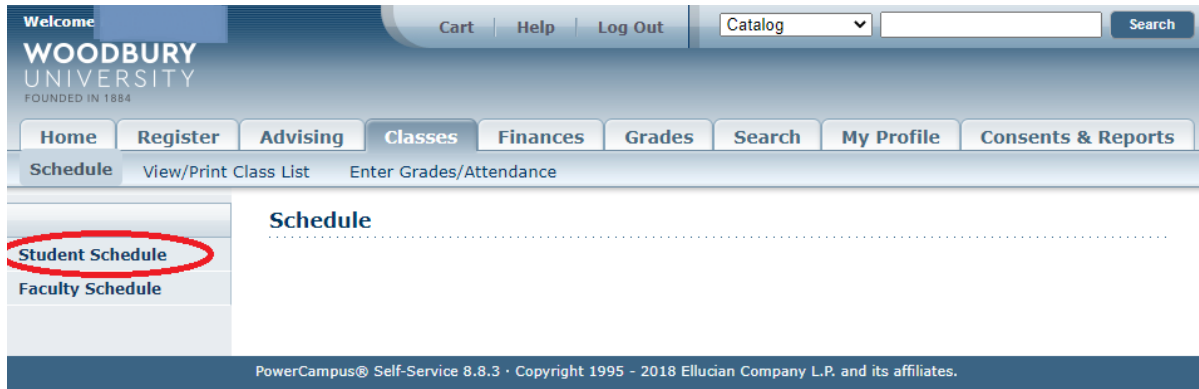 Welcome
Cart | Help | Log Out
Catalog
Search
WOODBURY
UNIVERSITY
FOUNDED IN 1884
Home Register Advising Classes Finances Grades Search My Profile Consents & Reports
Schedule View/Print Class List Enter Grades/Attendance
Schedule
Student Schedule
Faculty Schedule
PowerCampus® Self-Service 8.8.3 · Copyright 1995 - 2018 Ellucian Company L.P. and its affiliates.